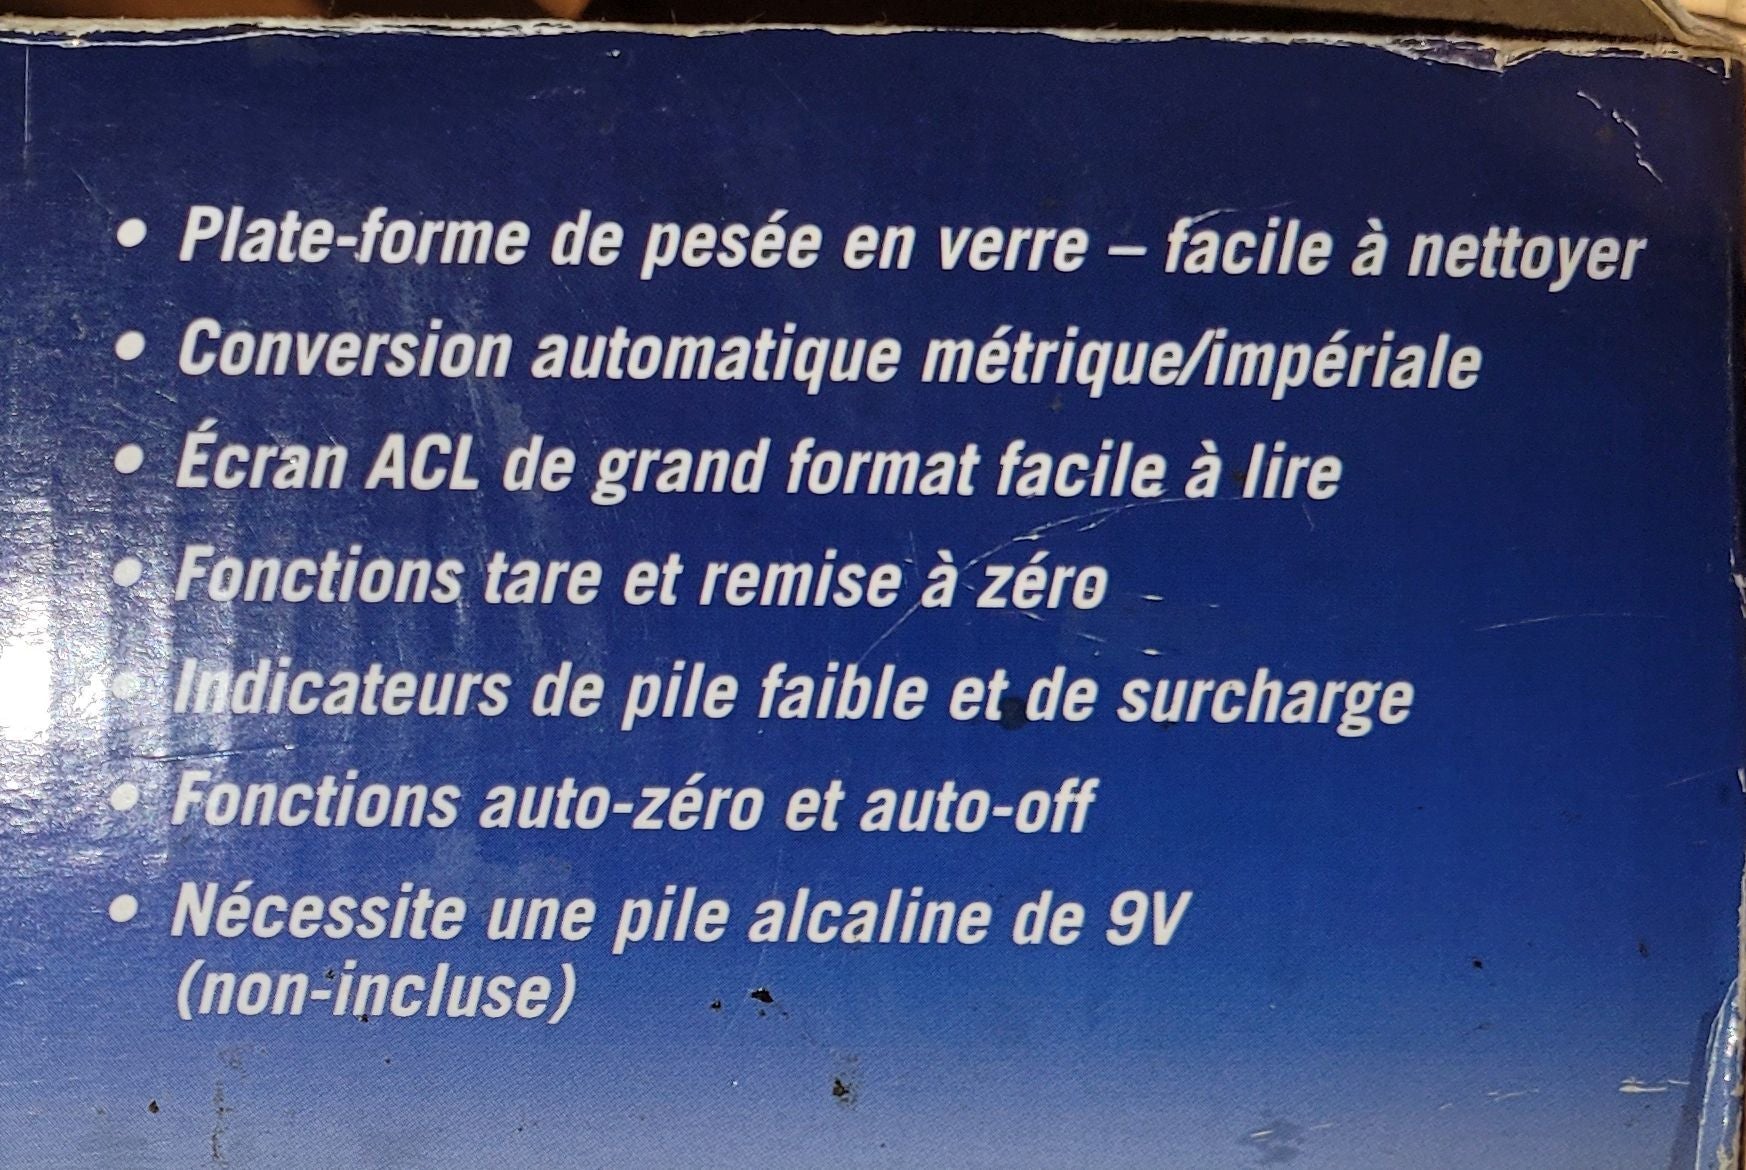 • Plate-forme de pesée en verre – facile à nettoyer
• Conversion automatique métrique/impériale
• Écran ACL de grand format facile à lire
• Fonctions tare et remise à zéro
• Indicateurs de pile faible et de surcharge
• Fonctions auto-zéro et auto-off
• Nécessite une pile alcaline de 9V
(non-incluse)